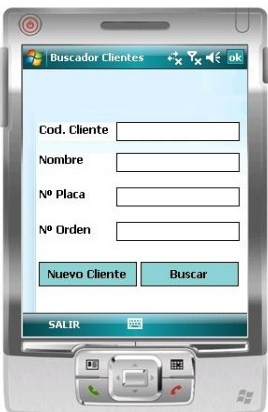 Buscador Clientes ok
Cod. Cliente
Nombre
Nº Placa
Nº Orden
Nuevo Cliente Buscar
SALIR